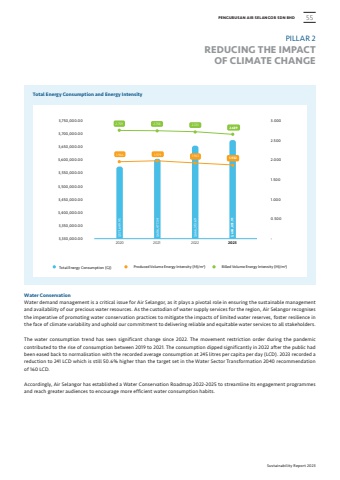 PENGURUSAN AIR SELANGOR SDN BHD 55
PILLAR 2
REDUCING THE IMPACT
OF CLIMATE CHANGE
Total Energy Consumption and Energy Intensity
3,750,000.00
3,700,000.00
3,650,000.00
3,600,000.00
3,550,000.00
3,500,000.00
3,450,000.00
3,400,000.00
3,350,000.00
3,300,000.00
3.000
2.500
2.000
1.500
1.000
0.500
-
2020 2021 2022 2023
Total Energy Consumption (GJ) Produced Volume Energy Intensity (MJ/m³) Billed Volume Energy Intensity (MJ/m³)
Water Conservation
Water demand management is a critical issue for Air Selangor, as it plays a pivotal role in ensuring the sustainable management
and availability of our precious water resources. As the custodian of water supply services for the region, Air Selangor recognises
the imperative of promoting water conservation practices to mitigate the impacts of limited water reserves, foster resilience in
the face of climate variability and uphold our commitment to delivering reliable and equitable water services to all stakeholders.
The water consumption trend has seen significant change since 2022. The movement restriction order during the pandemic
contributed to the rise of consumption between 2019 to 2021. The consumption dipped significantly in 2022 after the public had
been eased back to normalisation with the recorded average consumption at 245 litres per capita per day (LCD). 2023 recorded a
reduction to 241 LCD which is still 50.6% higher than the target set in the Water Sector Transformation 2040 recommendation
of 160 LCD.
Accordingly, Air Selangor has established a Water Conservation Roadmap 2022-2025 to streamline its engagement programmes
and reach greater audiences to encourage more efficient water consumption habits.
Sustainability Report 2023